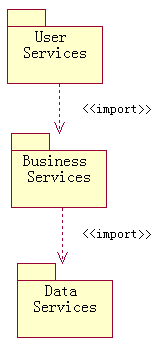 User
Services
<<import>>
Business
Services
<<import>>
Data
Services